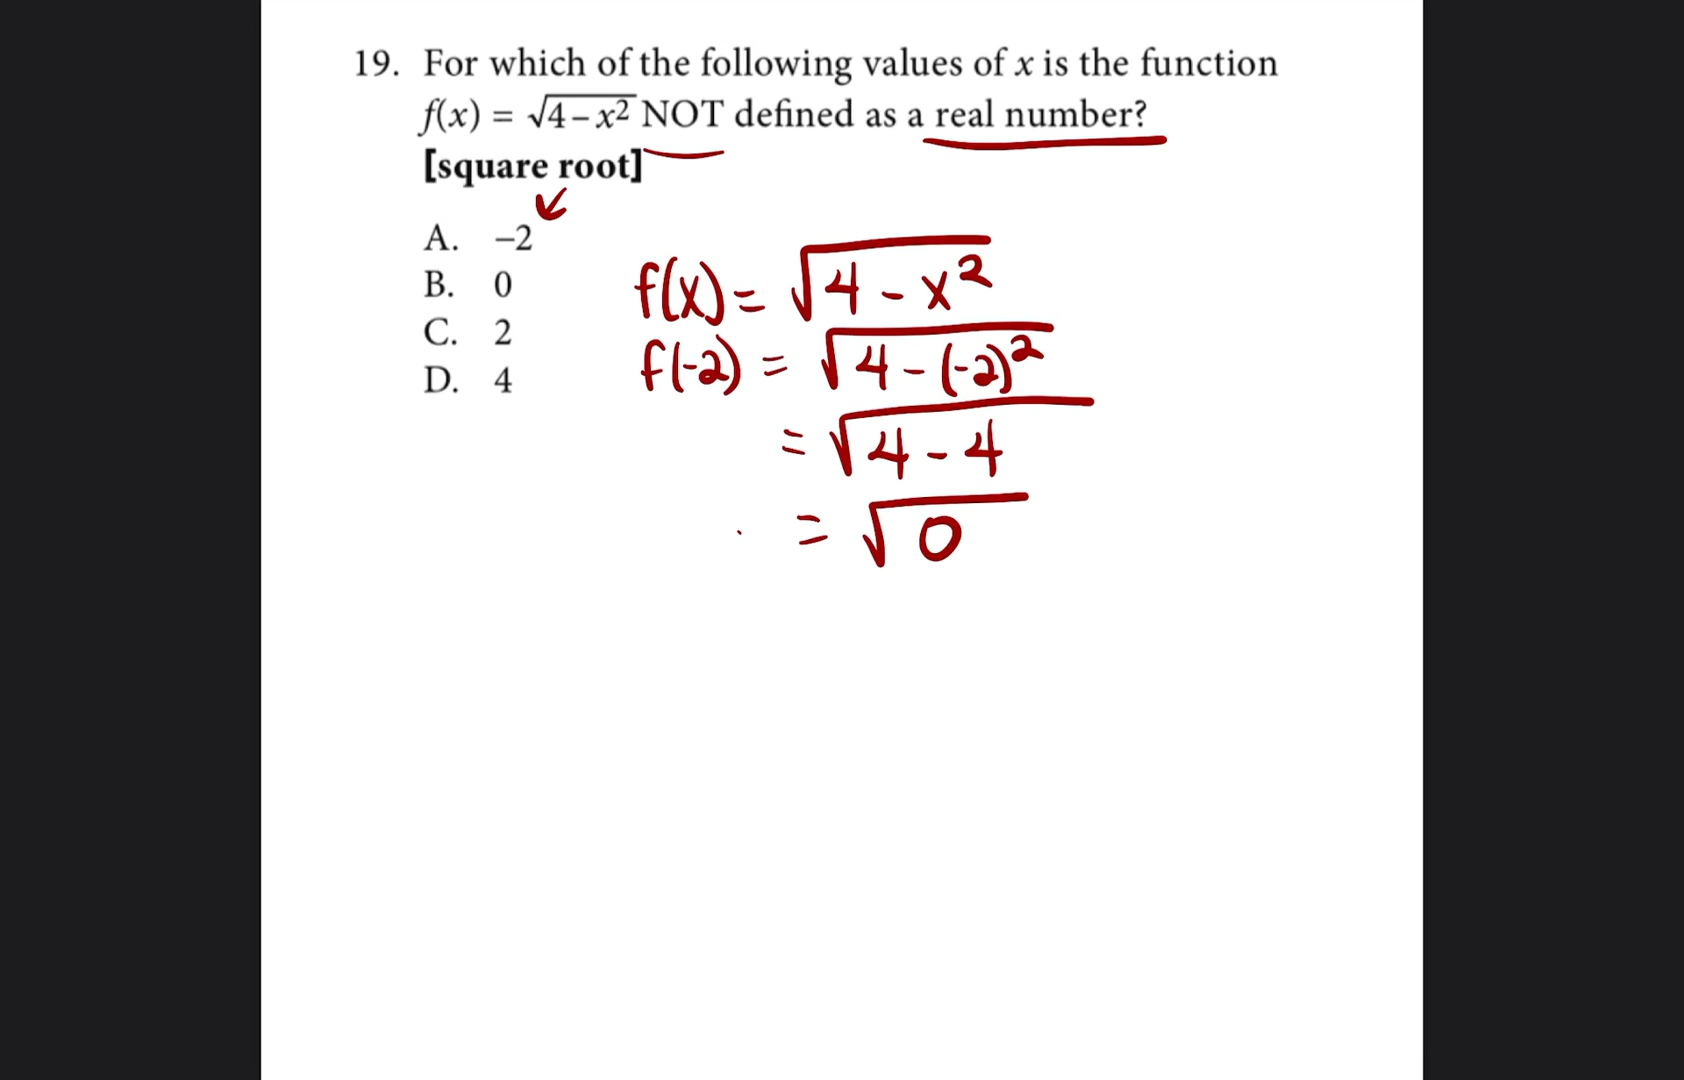 19. For which of the following values of x is the function
f(x) = √4 – x² NOT defined as a real number?
[square root]
A. –2
B. 0
C. 2
D. 4
f(x) = √4 - x²
f(-2) = √4 - (-2)²
= √4 - 4
= √0